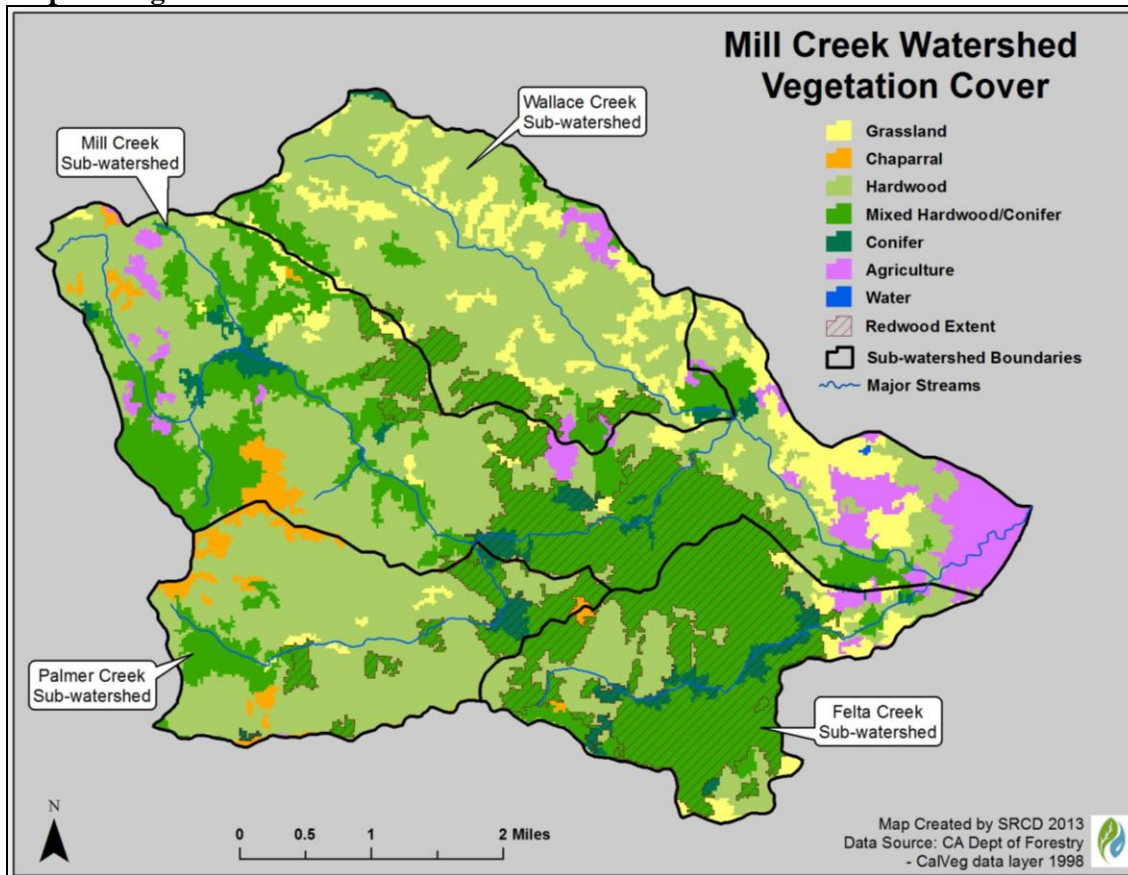 Mill Creek Watershed
Vegetation Cover
Wallace Creek
Sub-watershed
Mill Creek
Sub-watershed
Grassland
Chaparral
Hardwood
Mixed Hardwood/Conifer
Conifer
Agriculture
Water
Redwood Extent
Sub-watershed Boundaries
Major Streams
Palmer Creek
Sub-watershed
Felta Creek
Sub-watershed
N
0 0.5 1 2 Miles
Map Created by SRCD 2013
Data Source: CA Dept of Forestry
- CalVeg data layer 1998